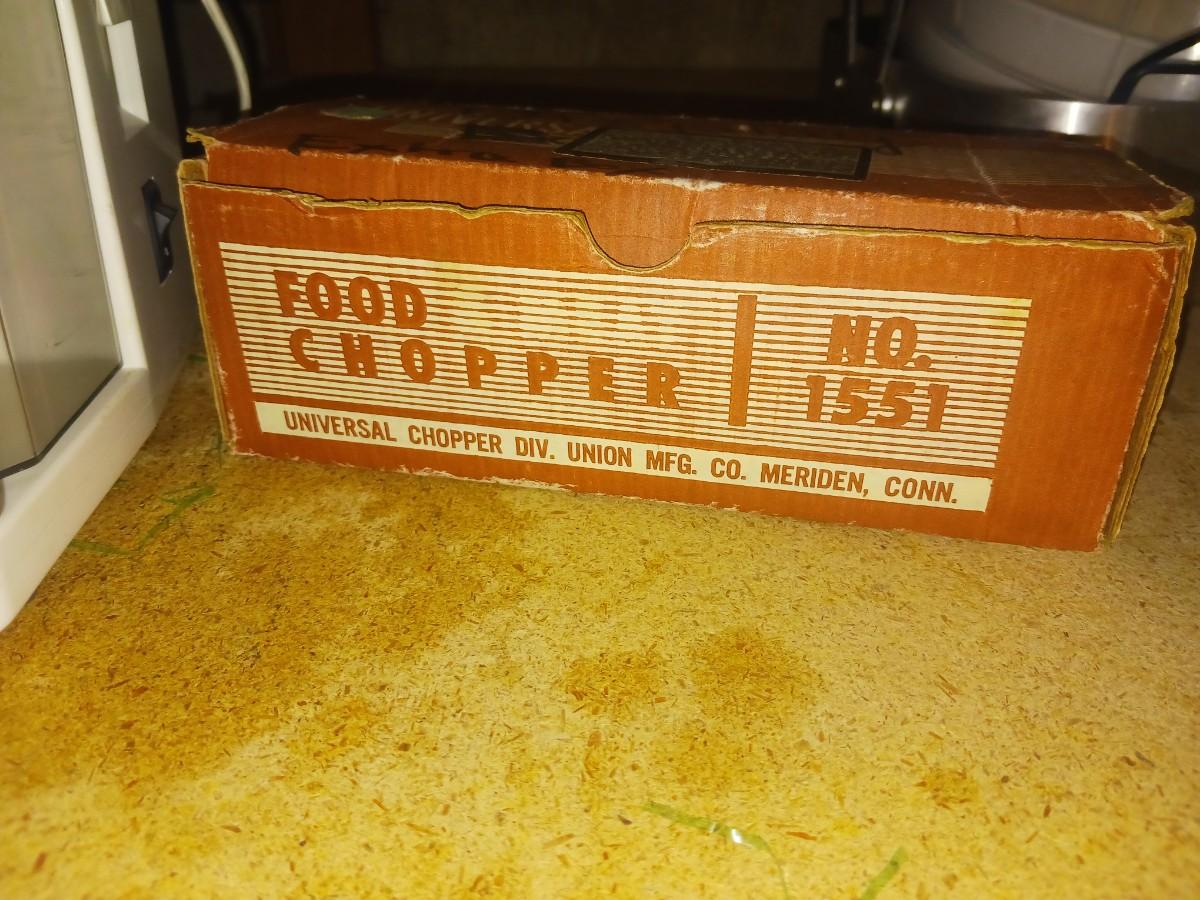 FOOD
CHOPPER
NO.
1551
UNIVERSAL CHOPPER DIV. UNION MFG. CO. MERIDEN, CONN.